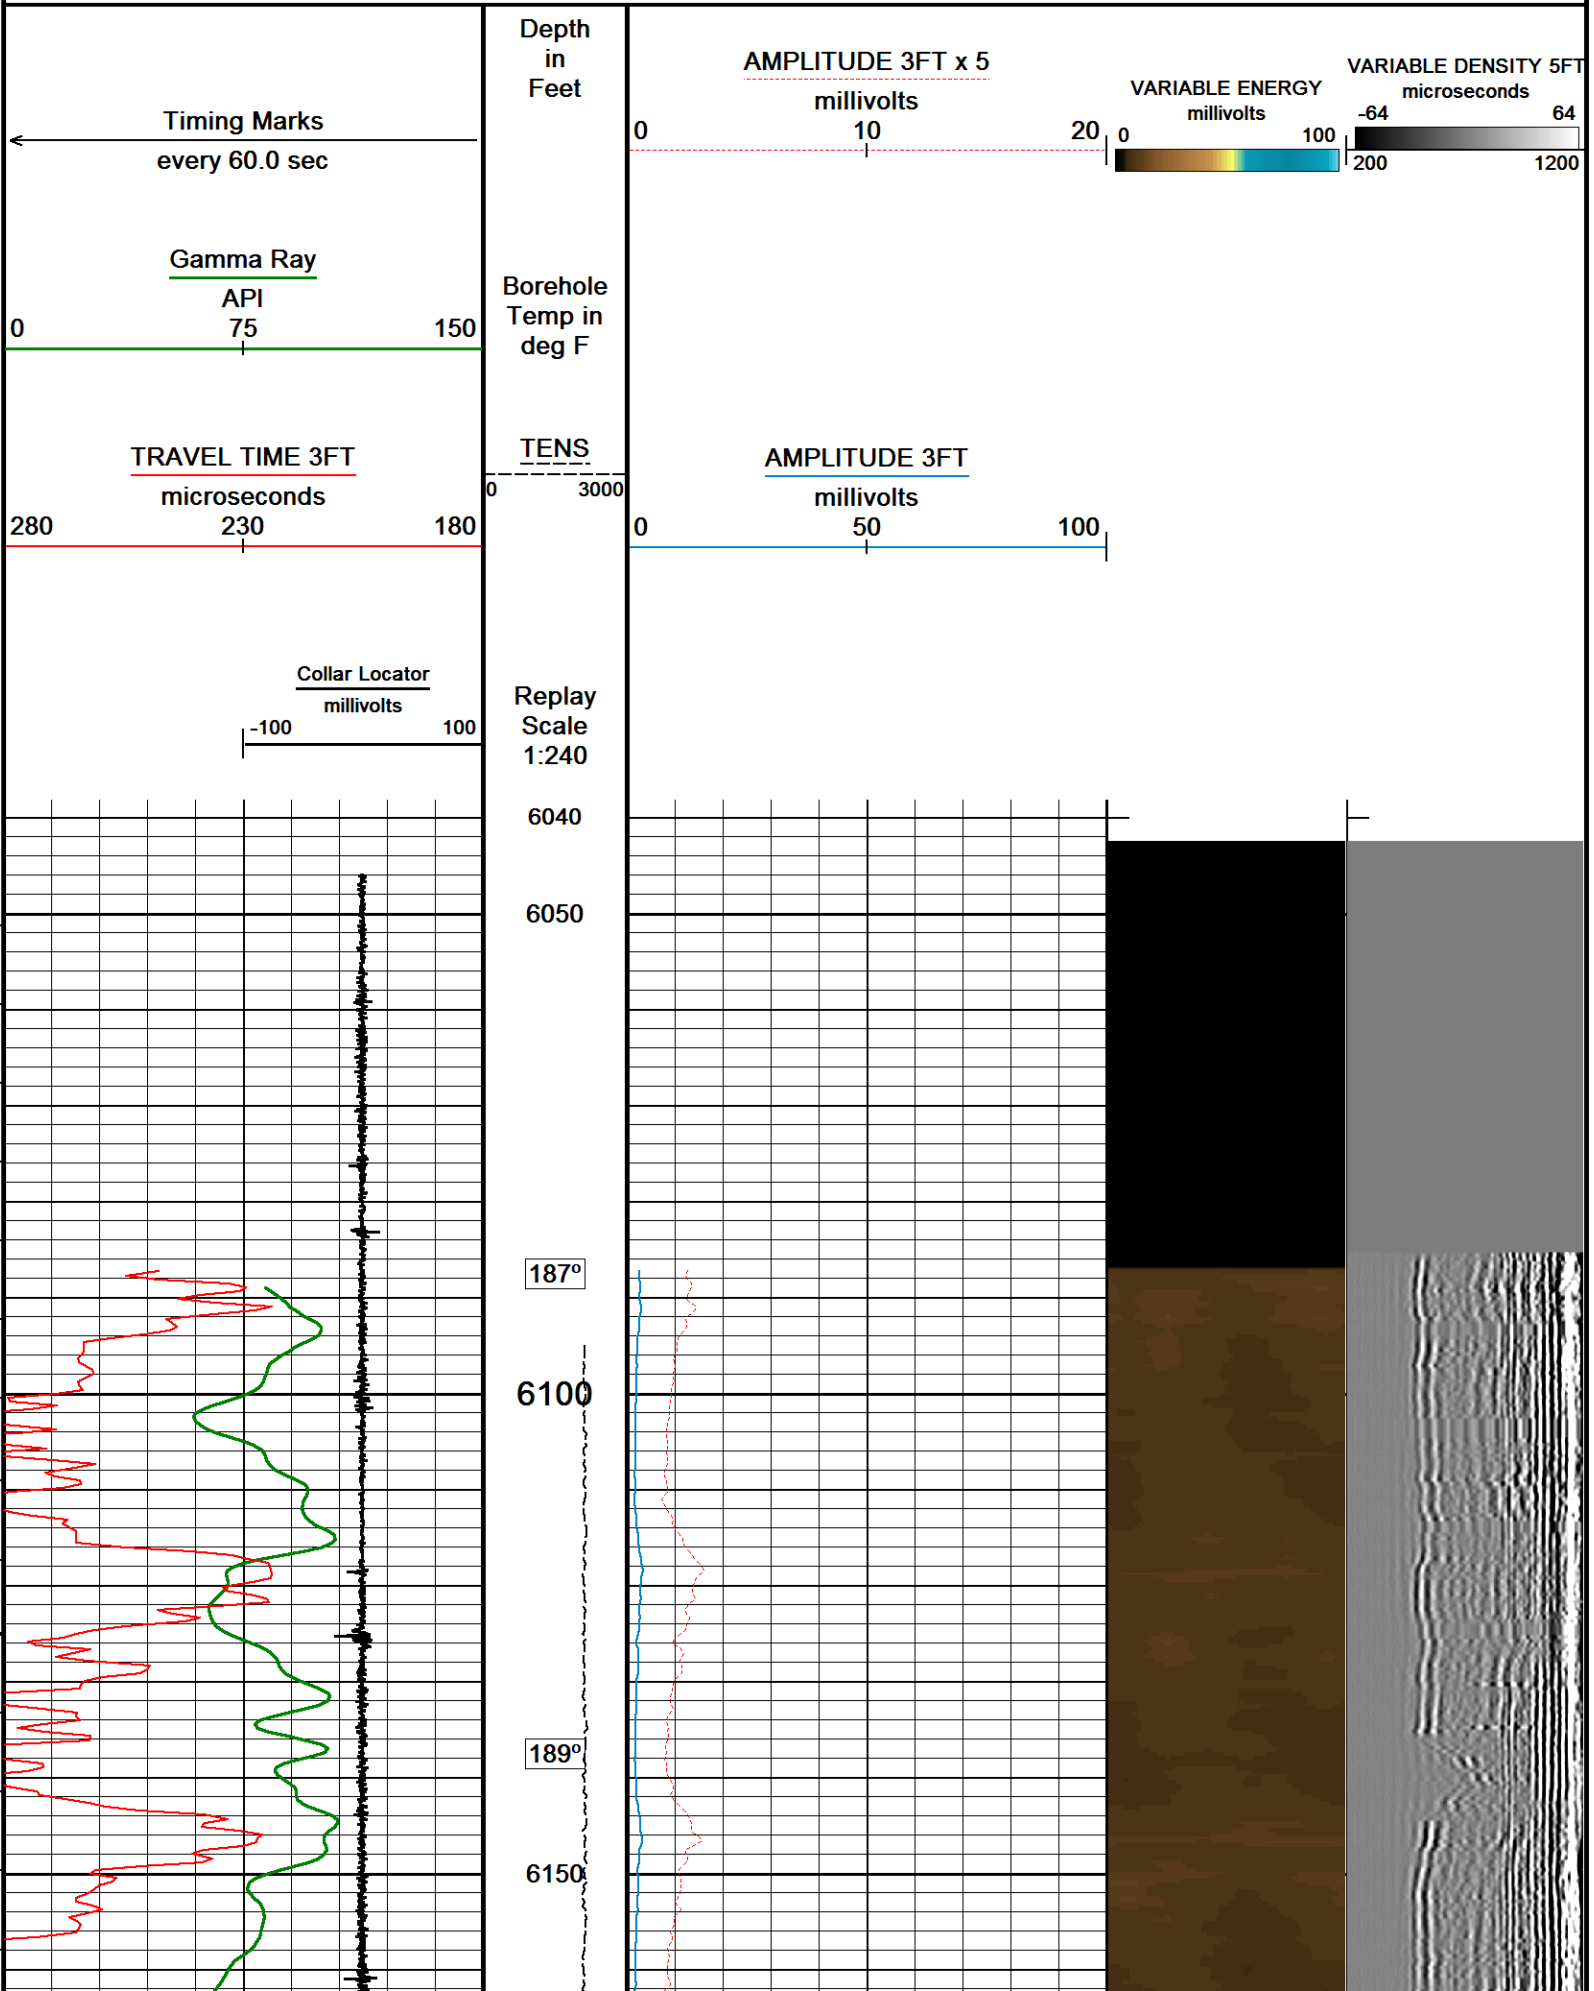 Timing Marks
every 60.0 sec
Gamma Ray
API
0 75 150
TRAVEL TIME 3FT
microseconds
280 230 180
Collar Locator
millivolts
-100 100
Depth
in
Feet
Borehole
Temp in
deg F
TENS
0 3000
Replay
Scale
1:240
AMPLITUDE 3FT x 5
millivolts
0 10 20
AMPLITUDE 3FT
millivolts
0 50 100
VARIABLE ENERGY
millivolts
0 100
VARIABLE DENSITY 5FT
microseconds
-64 64
200 1200
6040
6050
187º
6100
189º
6150